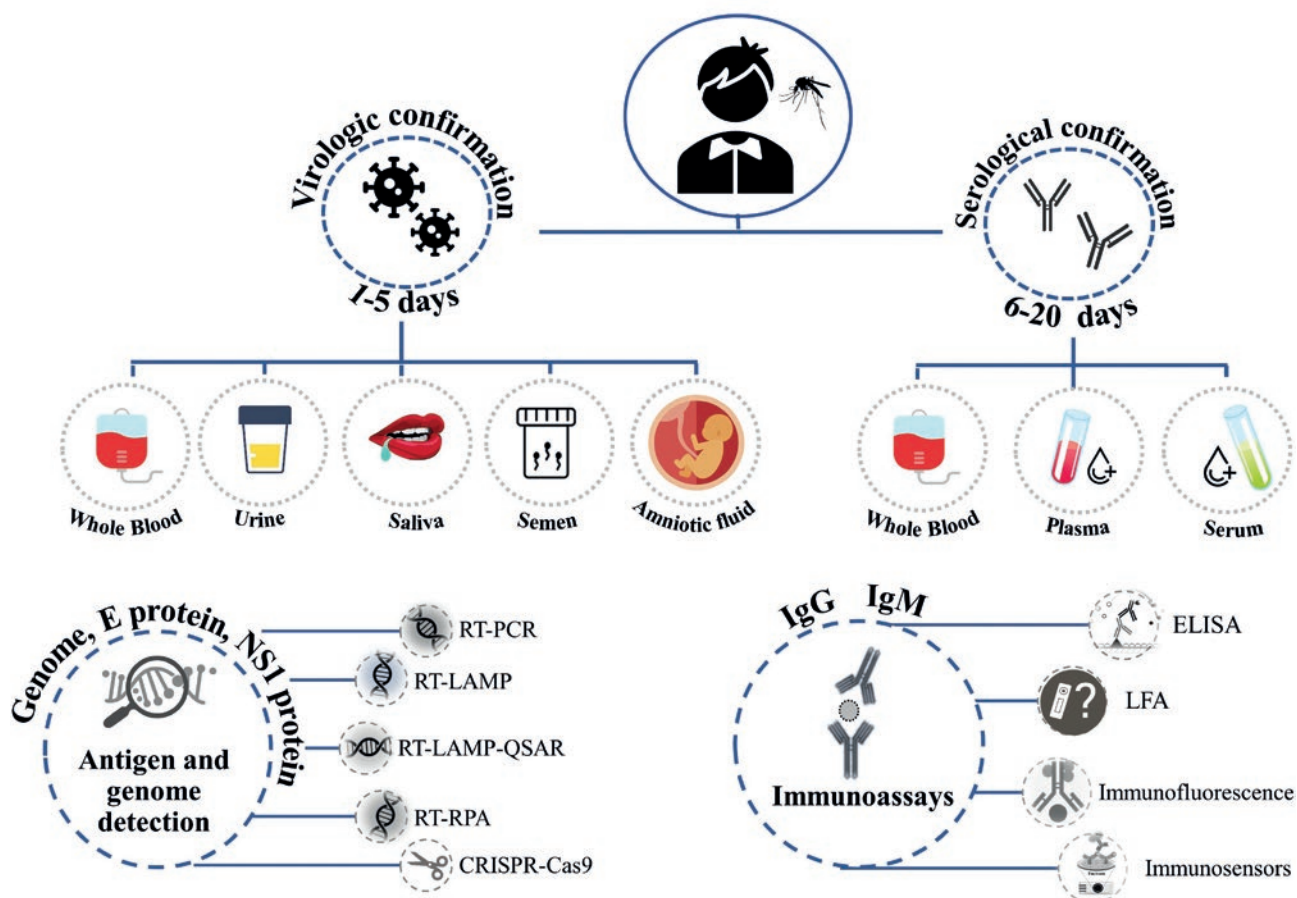 Virologic confirmation
1-5 days
Serological confirmation
6-20 days
Whole Blood
Urine
Saliva
Semen
Amniotic fluid
Whole Blood
Plasma
Serum
Genome, E protein, NS1 protein
Antigen and
genome
detection
RT-PCR
RT-LAMP
RT-LAMP-QSAR
RT-RPA
CRISPR-Cas9
IgG IgM
Immunoassays
ELISA
LFA
?
Immunofluorescence
Immunosensors